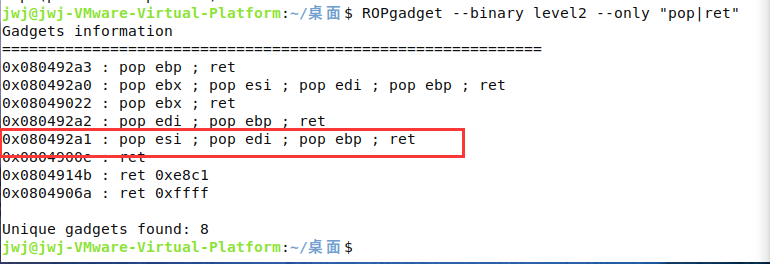 jwj@jwj-VMware-Virtual-Platform:~/桌面$ ROPgadget --binary level2 --only "pop|ret"
Gadgets information
============================================================
0x080492a3 : pop ebp ; ret
0x080492a0 : pop ebx ; pop esi ; pop edi ; pop ebp ; ret
0x08049022 : pop ebx ; ret
0x080492a2 : pop edi ; pop ebp ; ret
0x080492a1 : pop esi ; pop edi ; pop ebp ; ret
0x0804900e : ret
0x0804914b : ret 0xe8c1
0x0804906a : ret 0xffff
Unique gadgets found: 8
jwj@jwj-VMware-Virtual-Platform:~/桌面$